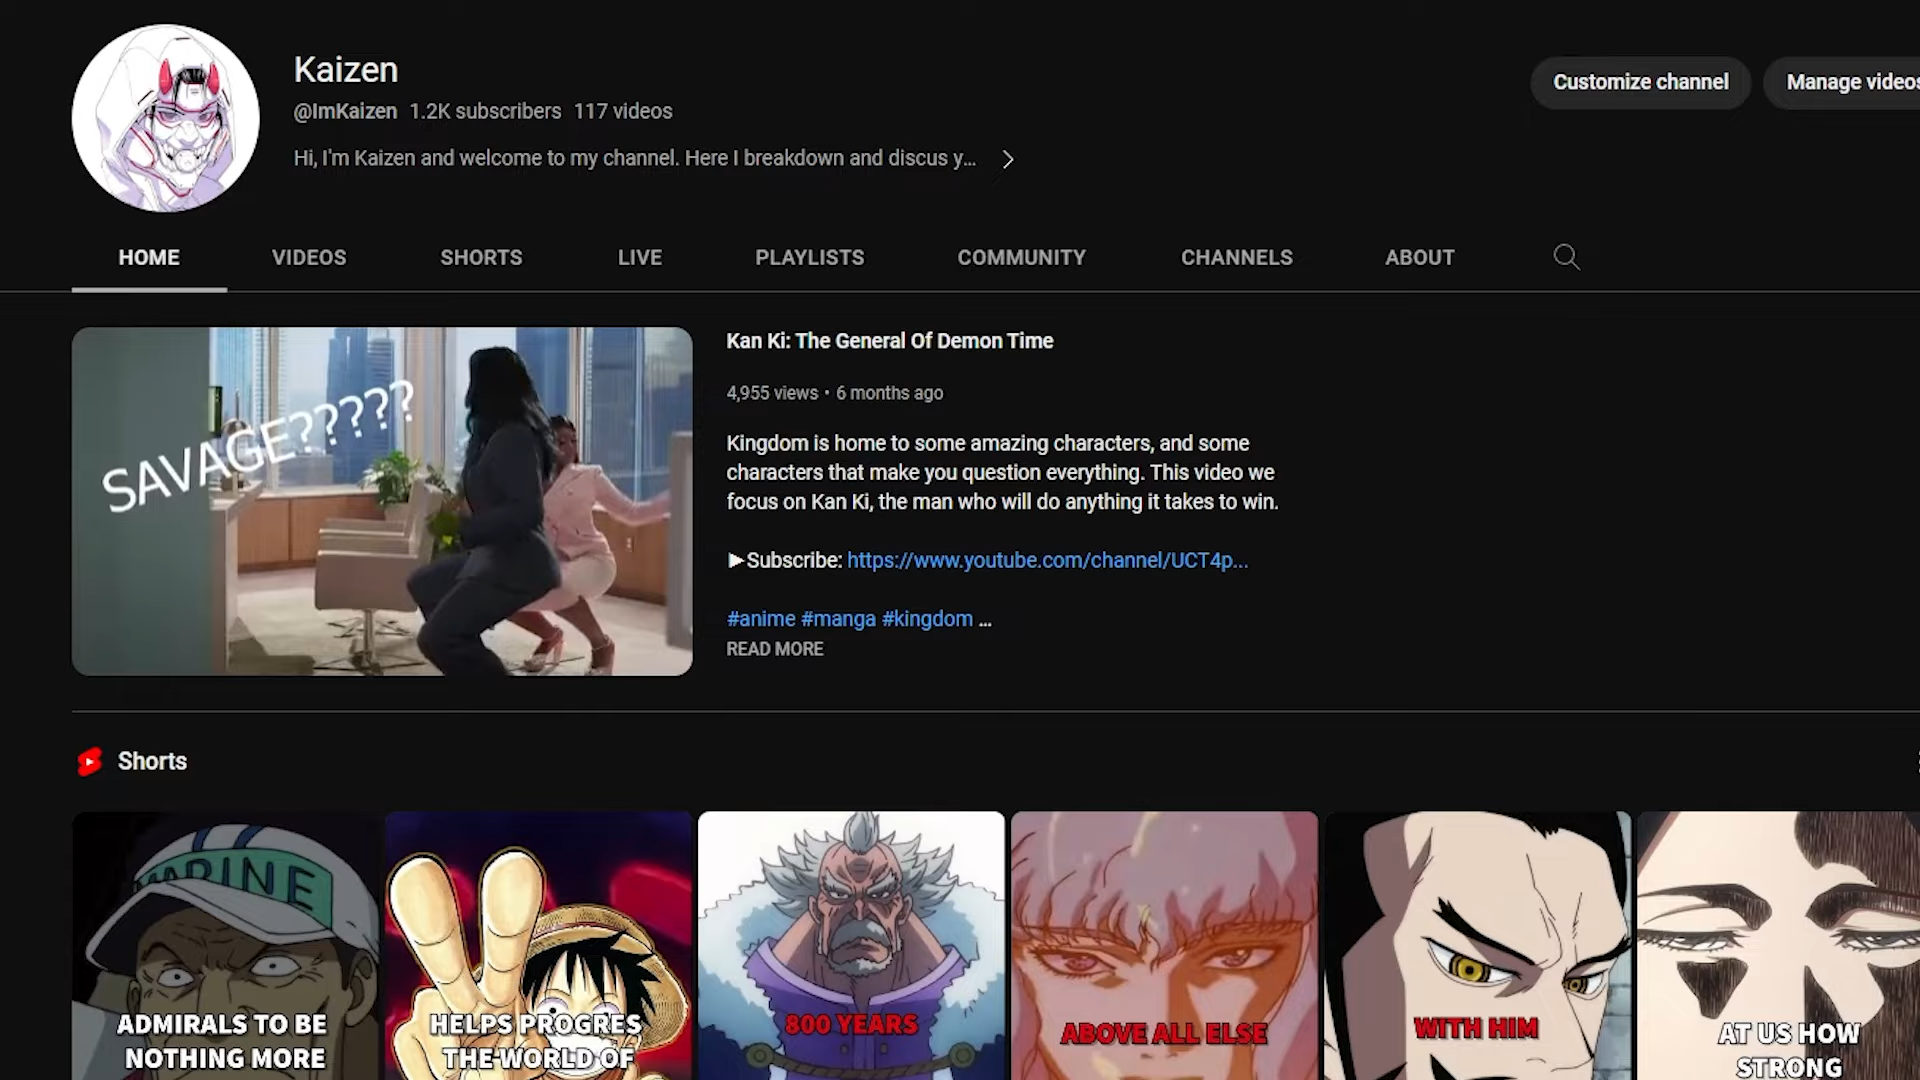 Kaizen
@ImKaizen 1.2K subscribers 117 videos
Hi, I'm Kaizen and welcome to my channel. Here I breakdown and discus y...
Customize channel
Manage videos
HOME VIDEOS SHORTS LIVE PLAYLISTS COMMUNITY CHANNELS ABOUT
SAVAGE?????
Kan Ki: The General Of Demon Time
4,955 views • 6 months ago
Kingdom is home to some amazing characters, and some
characters that make you question everything. This video we
focus on Kan Ki, the man who will do anything it takes to win.
►Subscribe: https://www.youtube.com/channel/UCT4p...
#anime #manga #kingdom ...
READ MORE
Shorts
MARINE
ADMIRALS TO BE
NOTHING MORE
HELPS PROGRES
THE WORLD OF
800 YEARS
ABOVE ALL ELSE
WITH HIM
AT US HOW
STRONG